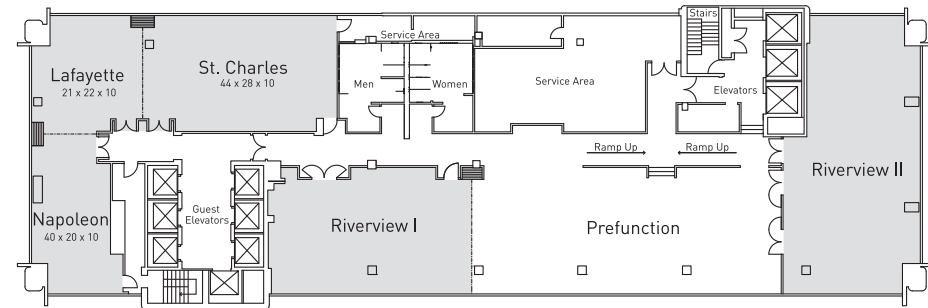 Stairs
Service Area
St. Charles
44 x 28 x 10
Lafayette
21 x 22 x 10
Men
Women
Service Area
Elevators
Ramp Up
Ramp Up
Riverview II
Guest
Elevators
Napoleon
40 x 20 x 10
Riverview I
Prefunction